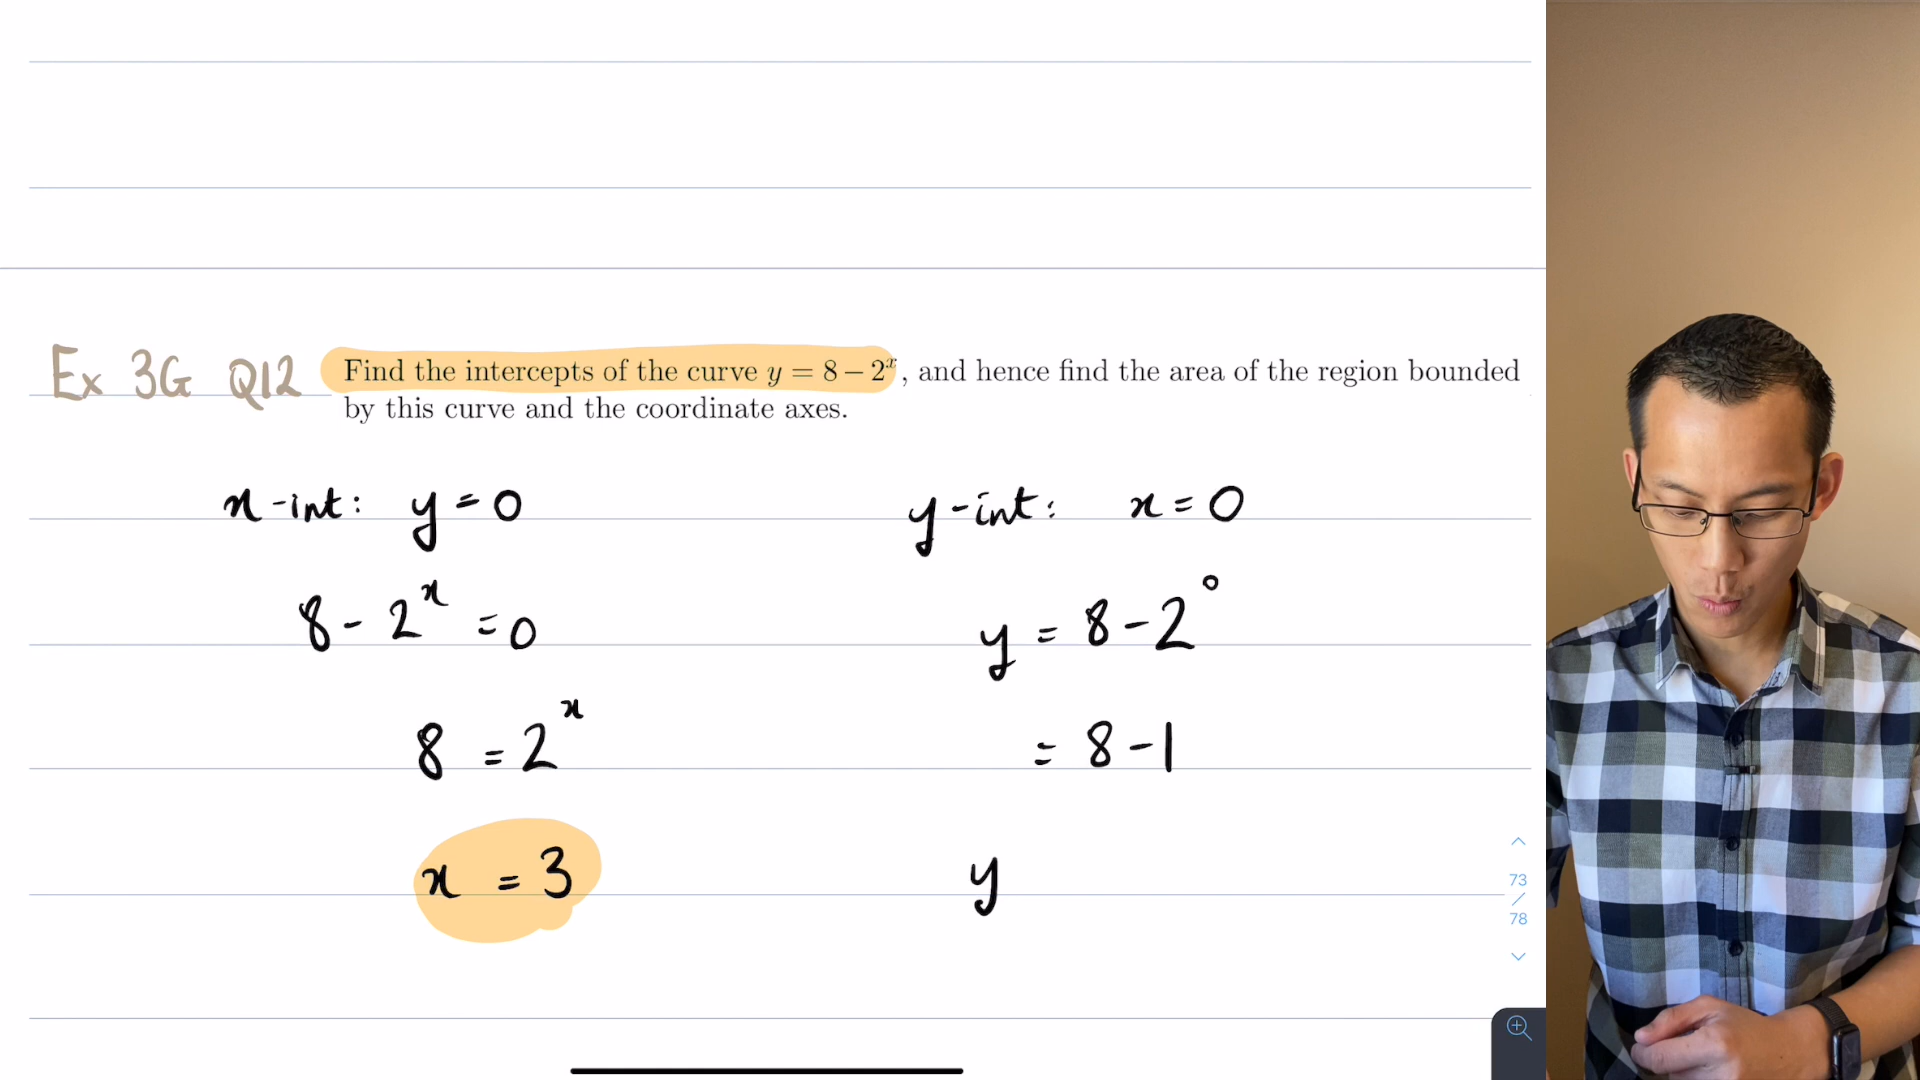 Ex 3G Q12 Find the intercepts of the curve y = 8 − 2^x, and hence find the area of the region bounded
by this curve and the coordinate axes.
x-int: y = 0
8 - 2^x = 0
8 = 2^x
x = 3
y-int: x = 0
y = 8 - 2^0
= 8 - 1
y
73
/
78